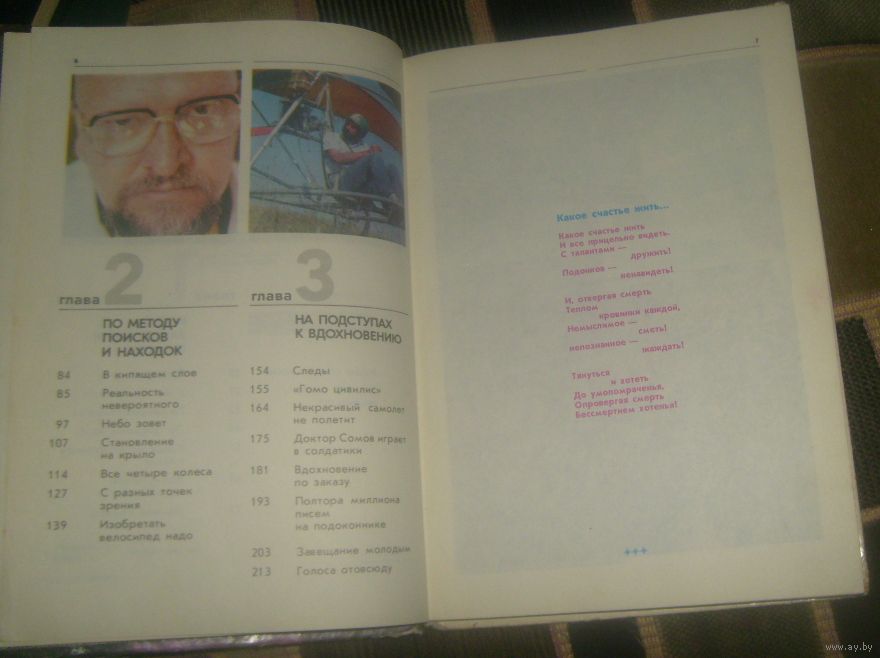 6
глава 2
ПО МЕТОДУ
ПОИСКОВ
И НАХОДОК
84 В кипящем слое
85 Реальность
невероятного
97 Небо зовет
107 Становление
на крыло
114 Все четыре колеса
127 С разных точек
зрения
139 Изобретать
велосипед надо
глава 3
НА ПОДСТУПАХ
К ВДОХНОВЕНИЮ
154 Следы
155 «Гомо цивилис»
164 Некрасивый самолет
не полетит
175 Доктор Сомов играет
в солдатики
181 Вдохновение
по заказу
193 Полтора миллиона
писем
на подоконнике
203 Завещание молодым
213 Голоса отовсюду
7
Какое счастье жить...
Какое счастье жить
И все прицельно видеть.
С талантами —
дружить!
Подонков —
ненавидеть!
И, отвергая смерть
Теплом
кровинки каждой,
Немыслимое —
сметь!
непознанное —
жаждать!
Тянуться
и хотеть
До умопомраченья,
Опровергая смерть
Бессмертием хотенья!
+++
www.ay.by